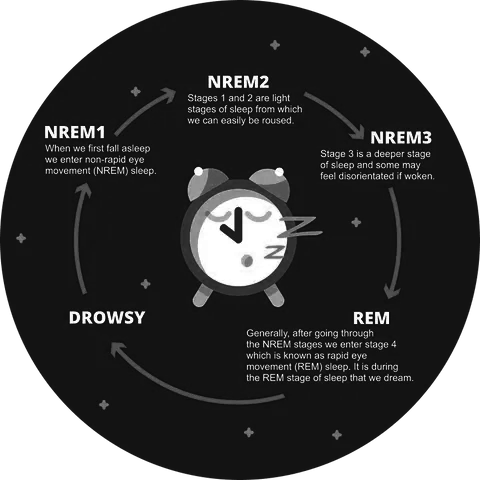 NREM2
Stages 1 and 2 are light
stages of sleep from which
we can easily be roused.
NREM1
When we first fall asleep
we enter non-rapid eye
movement (NREM) sleep.
NREM3
Stage 3 is a deeper stage
of sleep and some may
feel disorientated if woken.
Z
Z
DROWSY
REM
Generally, after going through
the NREM stages we enter stage 4
which is known as rapid eye
movement (REM) sleep. It is during
the REM stage of sleep that we dream.